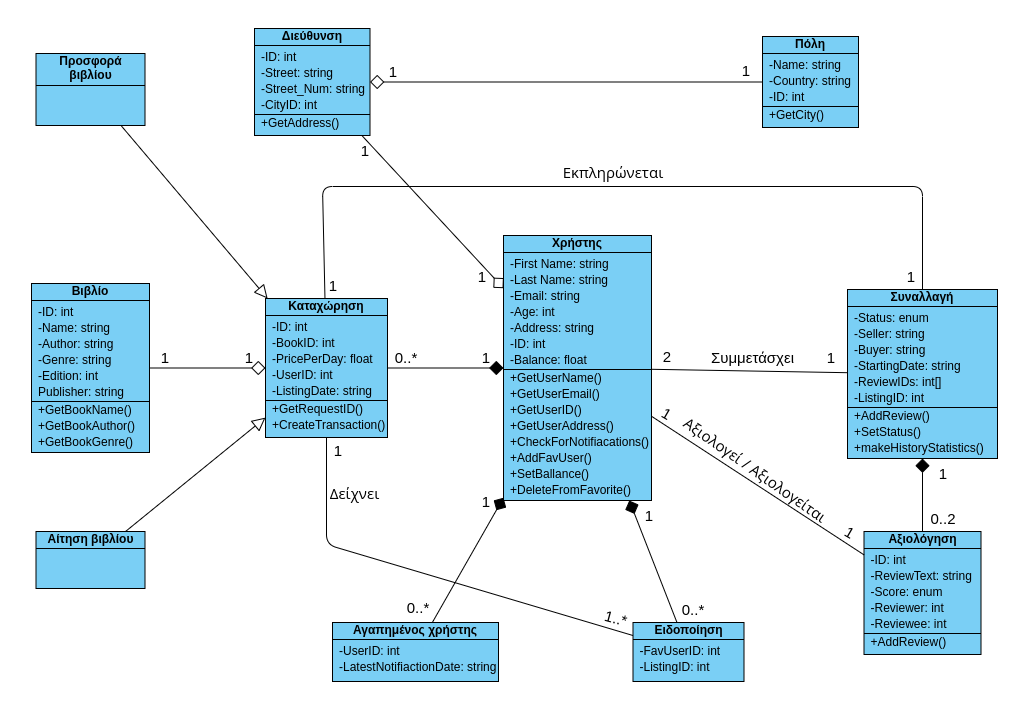 Προσφορά
βιβλίου
Διεύθυνση
-ID: int
-Street: string
-Street_Num: string
-CityID: int
+GetAddress()
1
1
Πόλη
-Name: string
-Country: string
-ID: int
+GetCity()
1
1
Εκπληρώνεται
1
1
Βιβλίο
-ID: int
-Name: string
-Author: string
-Genre: string
-Edition: int
Publisher: string
+GetBookName()
+GetBookAuthor()
+GetBookGenre()
1
1
Καταχώρηση
-ID: int
-BookID: int
-PricePerDay: float
-UserID: int
-ListingDate: string
+GetRequestID()
+CreateTransaction()
0..*
1
Χρήστης
-First Name: string
-Last Name: string
-Email: string
-Age: int
-Address: string
-ID: int
-Balance: float
+GetUserName()
+GetUserEmail()
+GetUserID()
+GetUserAddress()
+CheckForNotifiacations()
+AddFavUser()
+SetBallance()
+DeleteFromFavorite()
2
Συμμετάσχει
1
Συναλλαγή
-Status: enum
-Seller: string
-Buyer: string
-StartingDate: string
-ReviewIDs: int[]
-ListingID: int
+AddReview()
+SetStatus()
+makeHistoryStatistics()
1
Αξιολογεί / Αξιολογείται
1
1
0..2
1
Δείχνει
1..*
1
0..*
1
0..*
Αίτηση βιβλίου
Αγαπημένος χρήστης
-UserID: int
-LatestNotifiactionDate: string
Ειδοποίηση
-FavUserID: int
-ListingID: int
Αξιολόγηση
-ID: int
-ReviewText: string
-Score: enum
-Reviewer: int
-Reviewee: int
+AddReview()